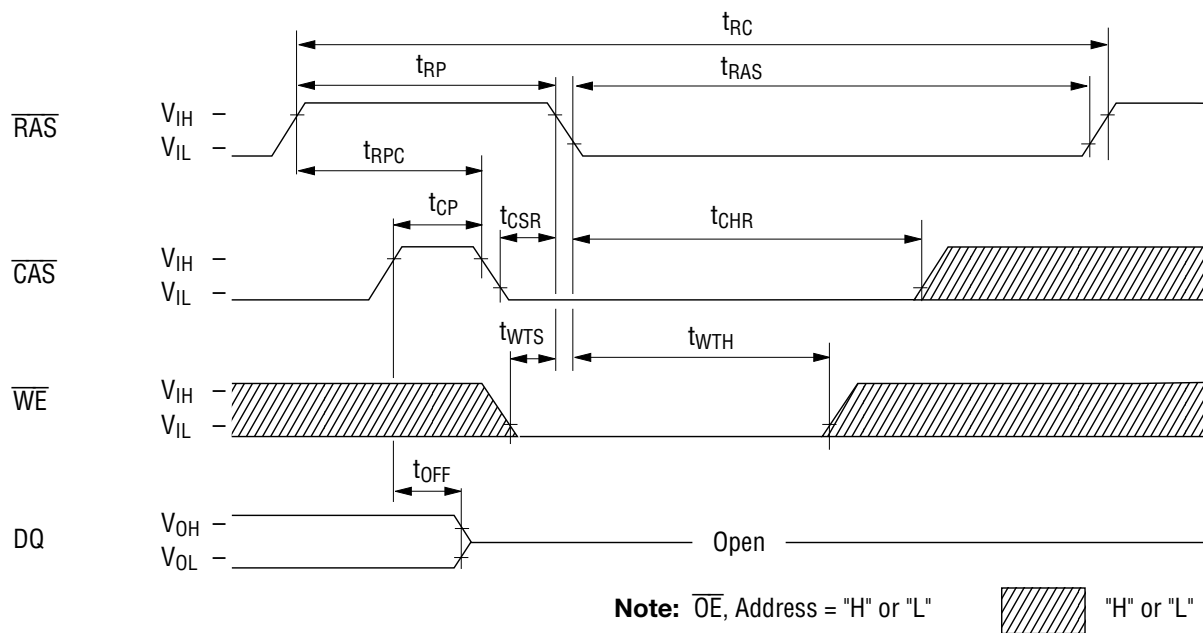 tRC
tRP
tRAS
RAS
VIH
VIL
tRPC
tCP
tCSR
tCHR
CAS
VIH
VIL
tWTS
tWTH
WE
VIH
VIL
tOFF
DQ
VOH
VOL
Open
Note: OE, Address = "H" or "L"
"H" or "L"